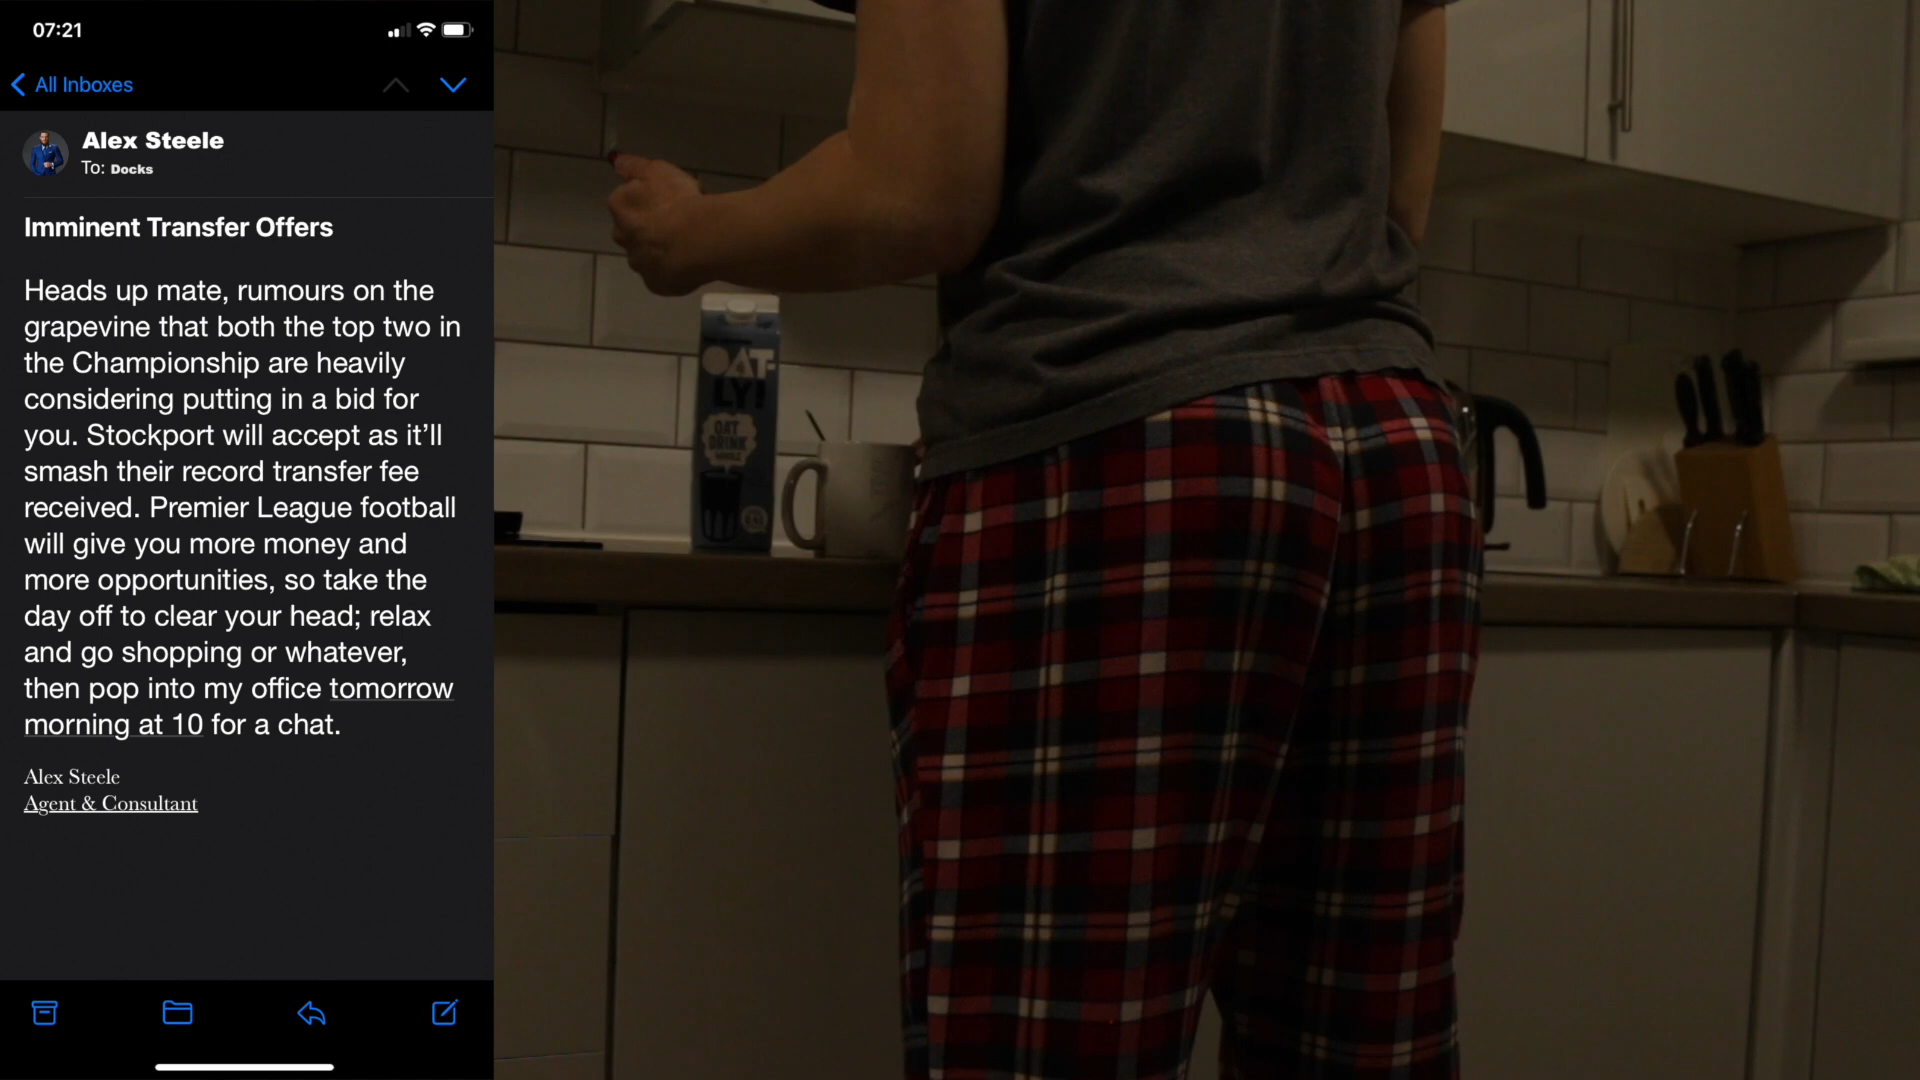 07:21
All Inboxes
Alex Steele
To: Docks
Imminent Transfer Offers
Heads up mate, rumours on the
grapevine that both the top two in
the Championship are heavily
considering putting in a bid for
you. Stockport will accept as it’ll
smash their record transfer fee
received. Premier League football
will give you more money and
more opportunities, so take the
day off to clear your head; relax
and go shopping or whatever,
then pop into my office tomorrow
morning at 10 for a chat.
Alex Steele
Agent & Consultant
OAT-
LY!
OAT
DRINK